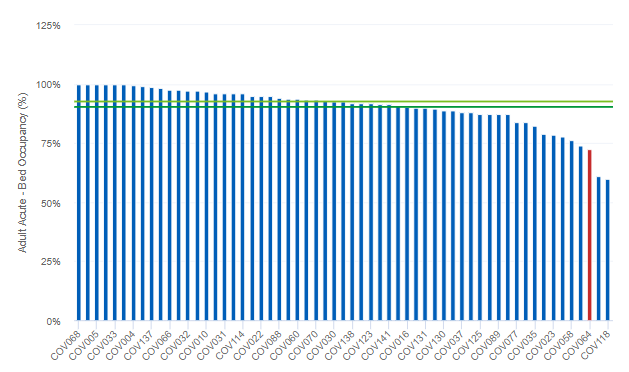 125%
100%
75%
50%
25%
0%
Adult Acute - Bed Occupancy (%)
COV068
COV005
COV033
COV004
COV137
COV066
COV032
COV010
COV031
COV114
COV022
COV088
COV060
COV070
COV030
COV138
COV123
COV141
COV016
COV131
COV130
COV037
COV125
COV089
COV077
COV035
COV023
COV058
COV064
COV118